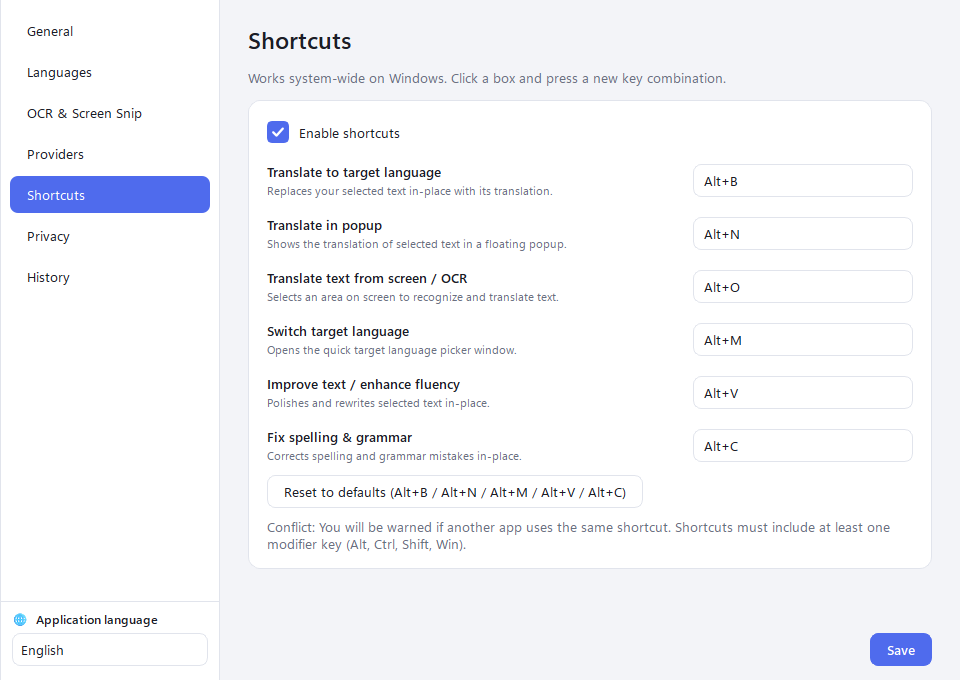 General
Languages
OCR & Screen Snip
Providers
Shortcuts
Privacy
History
Application language
English
Shortcuts
Works system-wide on Windows. Click a box and press a new key combination.
Enable shortcuts
Translate to target language
Replaces your selected text in-place with its translation.
Alt+B
Translate in popup
Shows the translation of selected text in a floating popup.
Alt+N
Translate text from screen / OCR
Selects an area on screen to recognize and translate text.
Alt+O
Switch target language
Opens the quick target language picker window.
Alt+M
Improve text / enhance fluency
Polishes and rewrites selected text in-place.
Alt+V
Fix spelling & grammar
Corrects spelling and grammar mistakes in-place.
Alt+C
Reset to defaults (Alt+B / Alt+N / Alt+M / Alt+V / Alt+C)
Conflict: You will be warned if another app uses the same shortcut. Shortcuts must include at least one
modifier key (Alt, Ctrl, Shift, Win).
Save